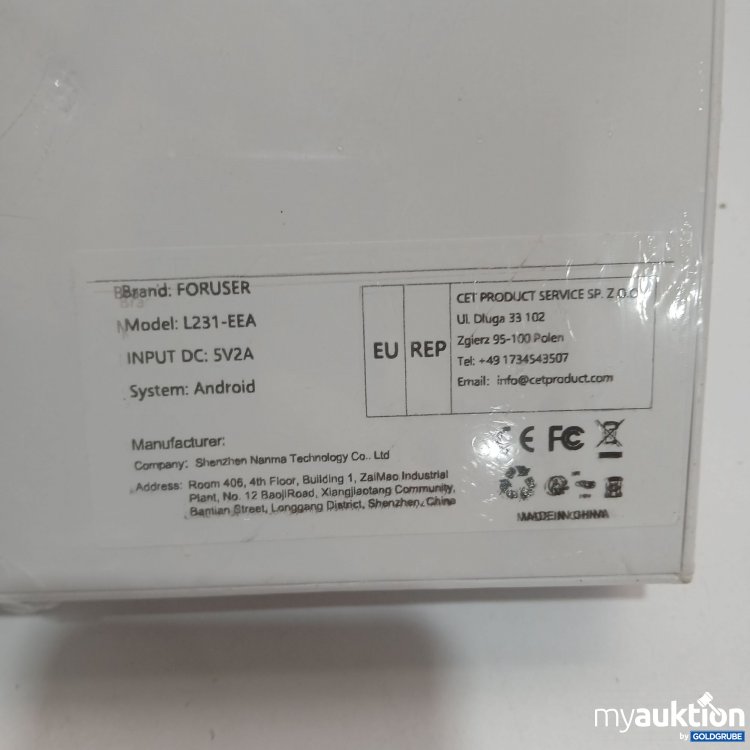 Brand: FORUSER
Model: L231-EEA
INPUT DC: 5V2A
System: Android
EU REP
CET PRODUCT SERVICE SP. Z.O.O
Ul. Dluga 33 102
Zgierz 95-100 Polen
Tel: +49 1734543507
Email: info@cetproduct.com
Manufacturer:
Company: Shenzhen Nanma Technology Co., Ltd
Address: Room 406, 4th Floor, Building 1, ZaiMao Industrial
Plant, No. 12 BaojiRoad, Xiangjiaotang Community,
Bantian Street, Longgang District, Shenzhen, China
CE FC
MADE IN CHINA
myauktion
by GOLDGRUBE